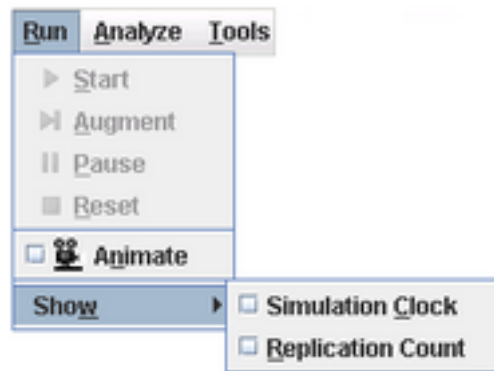 Run Analyze Tools
Start
Augment
Pause
Reset
Animate
Show
Simulation Clock
Replication Count